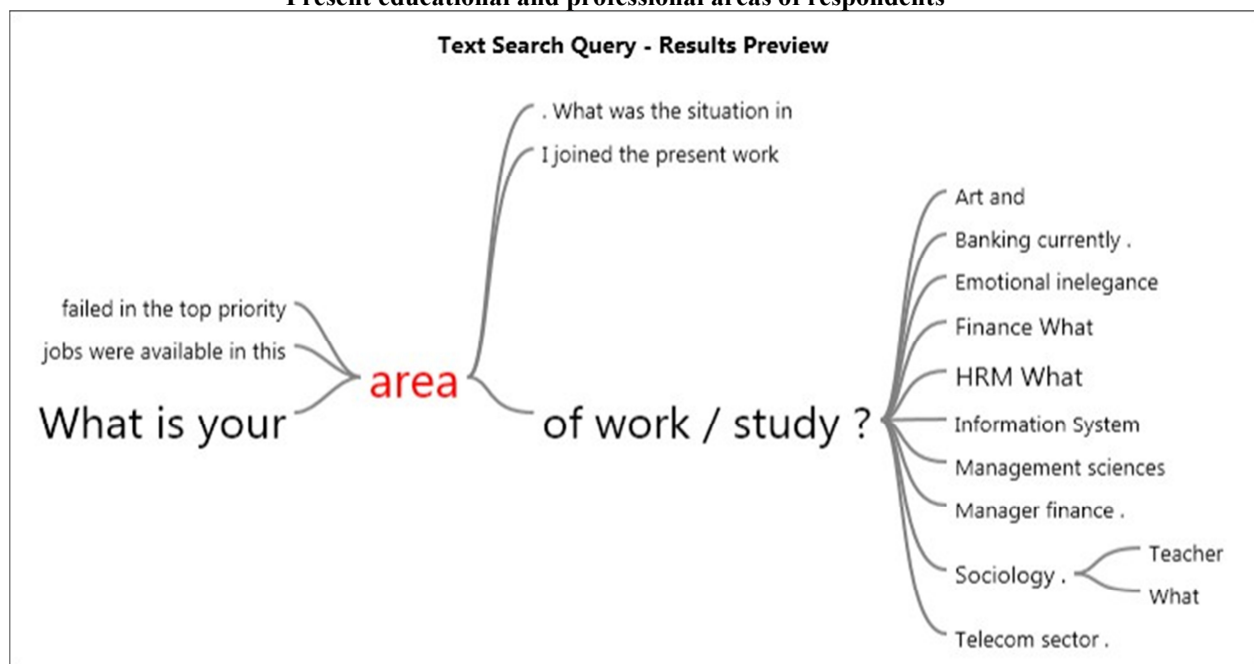 Present educational and professional areas of respondents
Text Search Query - Results Preview
. What was the situation in
I joined the present work
failed in the top priority
jobs were available in this
What is your
area
of work / study ?
Art and
Banking currently .
Emotional inelegance
Finance What
HRM What
Information System
Management sciences
Manager finance .
Sociology .
Teacher
What
Telecom sector .